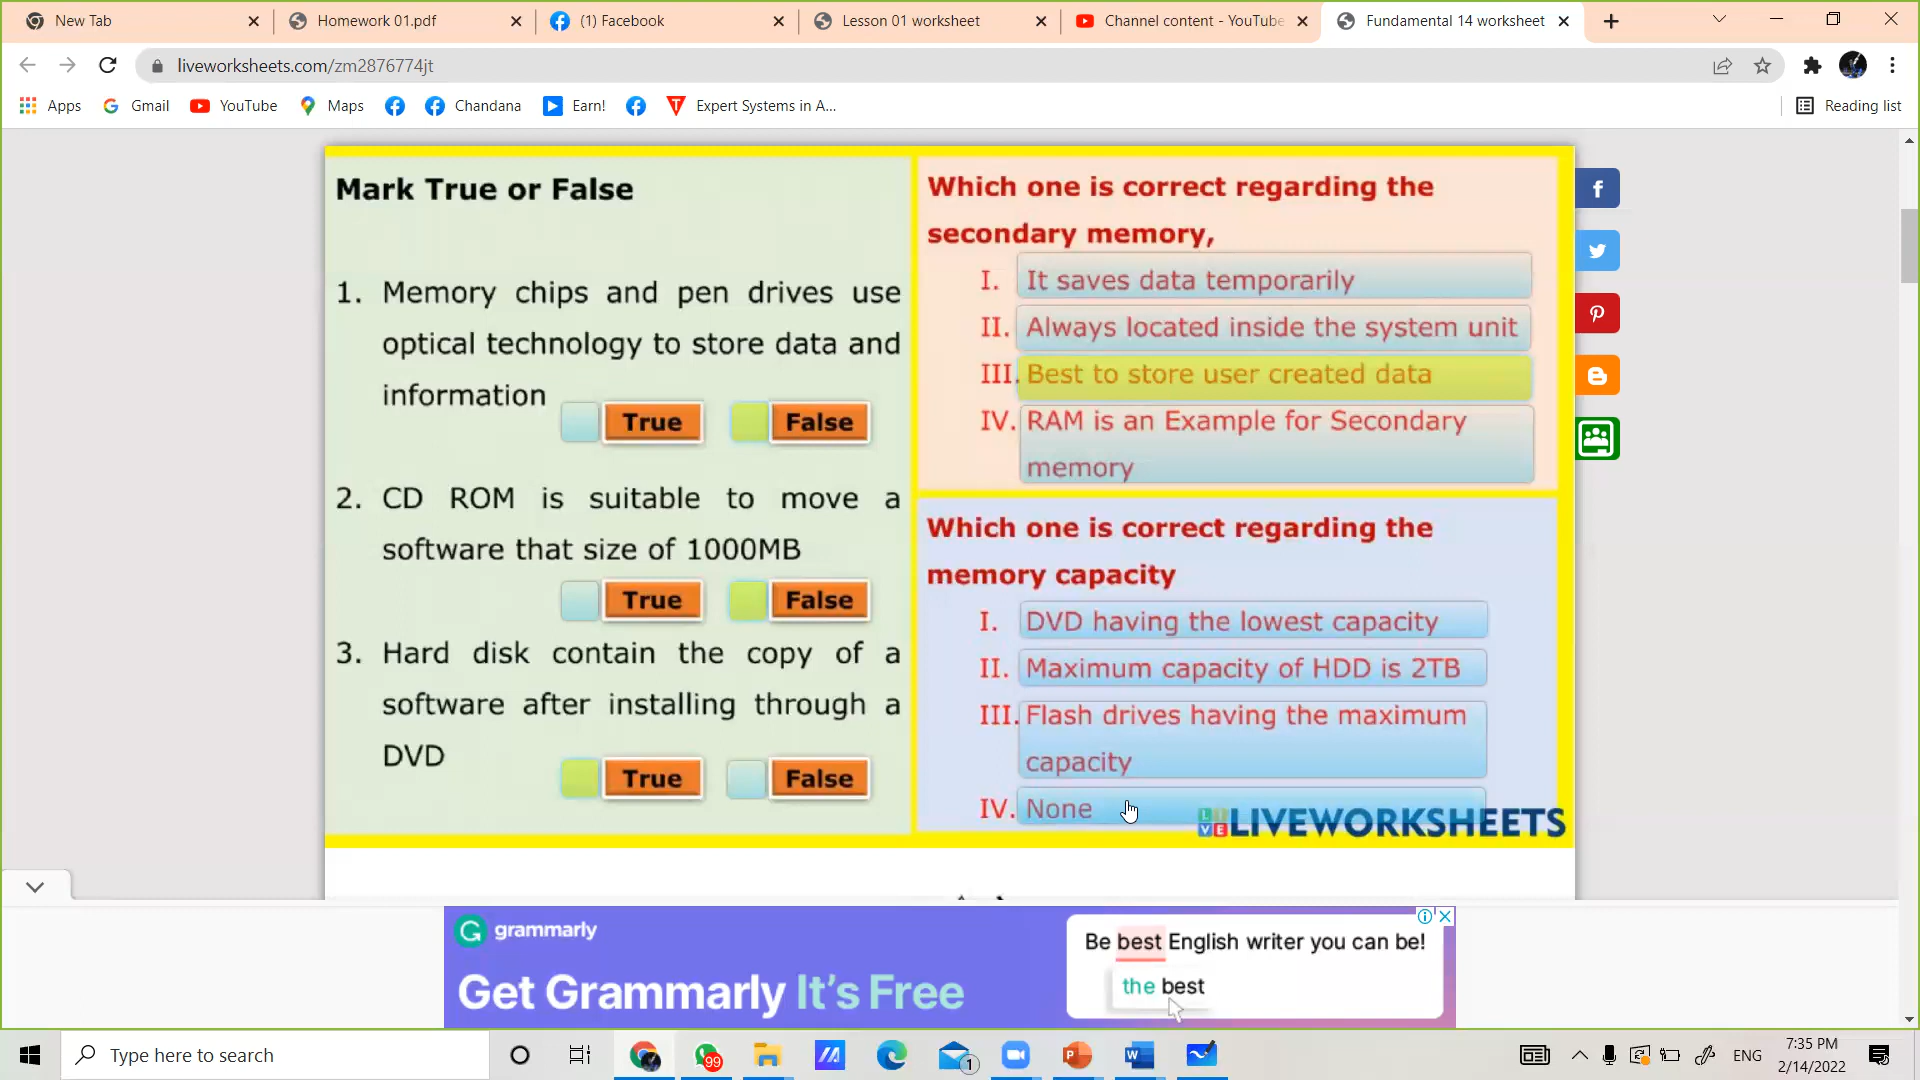 New Tab
Homework 01.pdf
(1) Facebook
Lesson 01 worksheet
Channel content - YouTube
Fundamental 14 worksheet
liveworksheets.com/zm2876774jt
Apps
Gmail
YouTube
Maps
Chandana
Earn!
Expert Systems in A...
Reading list
Mark True or False
1. Memory chips and pen drives use
optical technology to store data and
information
True False
2. CD ROM is suitable to move a
software that size of 1000MB
True False
3. Hard disk contain the copy of a
software after installing through a
DVD
True False
Which one is correct regarding the
secondary memory,
I. It saves data temporarily
II. Always located inside the system unit
III. Best to store user created data
IV. RAM is an Example for Secondary
memory
Which one is correct regarding the
memory capacity
I. DVD having the lowest capacity
II. Maximum capacity of HDD is 2TB
III. Flash drives having the maximum
capacity
IV. None
LIVEWORKSHEETS
grammarly
Get Grammarly It's Free
Be best English writer you can be!
the best
Type here to search
99
1
ENG
7:35 PM
2/14/2022